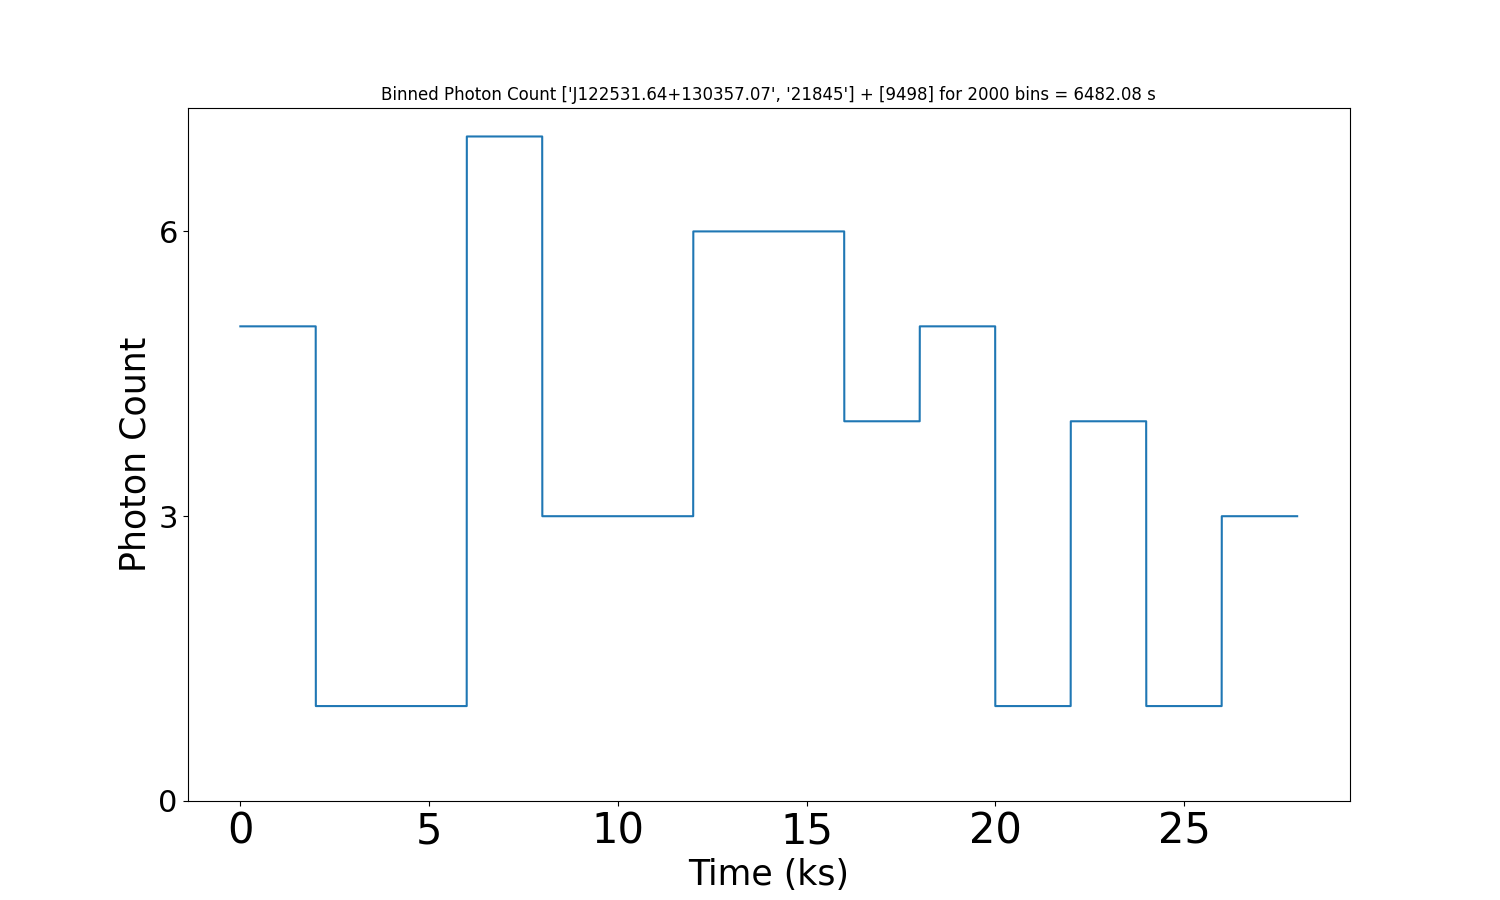 Binned Photon Count ['J122531.64+130357.07', '21845'] + [9498] for 2000 bins = 6482.08 s
Photon Count
6
3
0
0 5 10 15 20 25
Time (ks)